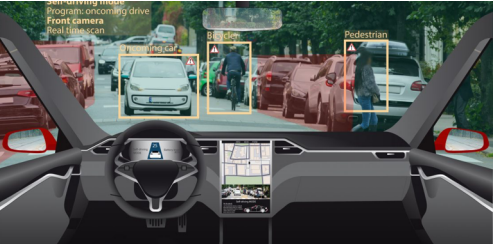 Self-driving mode
Program: oncoming drive
Front camera
Real time scan
Oncoming car
Bicycler
Pedestrian